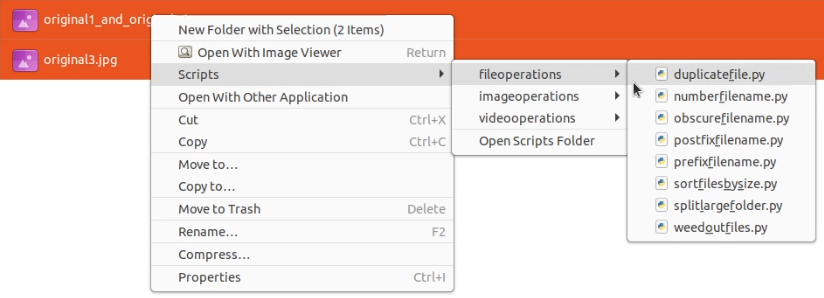 original1_and_orig
original3.jpg
New Folder with Selection (2 Items)
Open With Image Viewer Return
Scripts
Open With Other Application
Cut Ctrl+X
Copy Ctrl+C
Move to…
Copy to…
Move to Trash Delete
Rename… F2
Compress…
Properties Ctrl+I
fileoperations
imageoperations
videooperations
Open Scripts Folder
duplicatefile.py
numberfilename.py
obscurefilename.py
postfixfilename.py
prefixfilename.py
sortfilesbysize.py
splitlargefolder.py
weedoutfiles.py